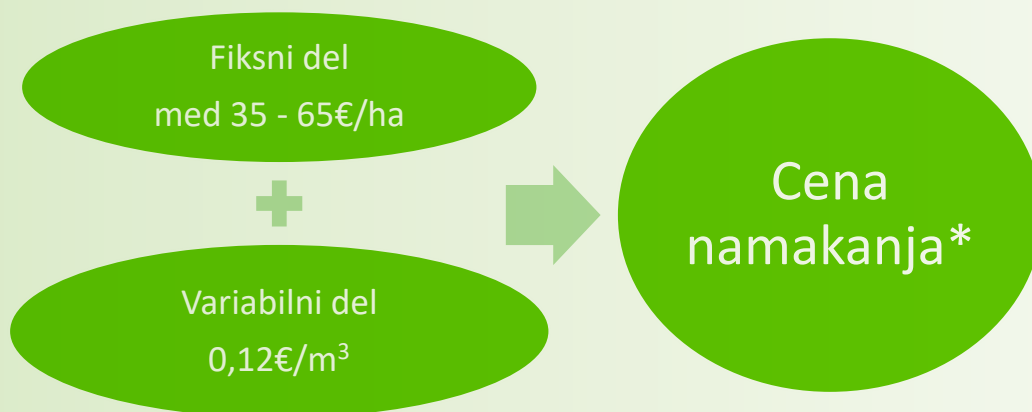 Fiksni del
med 35 - 65€/ha
+
Variabilni del
0,12€/m³
Cena
namakanja*